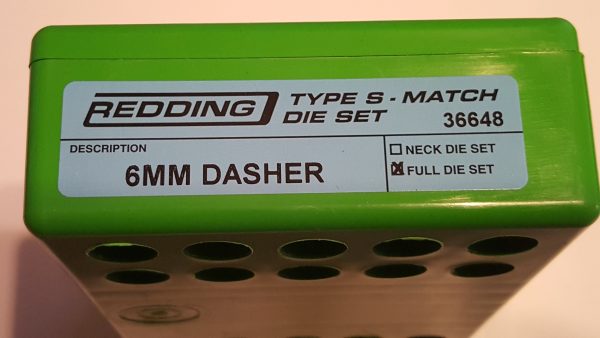 REDDING
TYPE S - MATCH
DIE SET 36648
DESCRIPTION
6MM DASHER
NECK DIE SET
FULL DIE SET